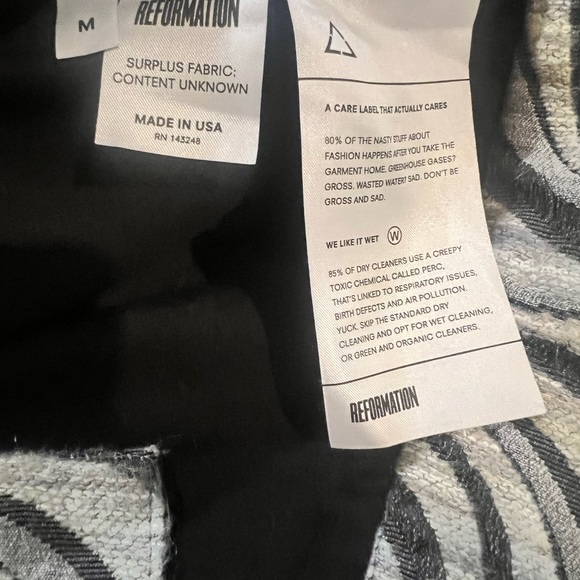 M
REFORMATION
SURPLUS FABRIC:
CONTENT UNKNOWN
MADE IN USA
RN 143248
A CARE LABEL THAT ACTUALLY CARES
80% OF THE NASTY STUFF ABOUT
FASHION HAPPENS AFTER YOU TAKE THE
GARMENT HOME. GREENHOUSE GASES?
GROSS. WASTED WATER? SAD. DON'T BE
GROSS AND SAD.
WE LIKE IT WET W
85% OF DRY CLEANERS USE A CREEPY
TOXIC CHEMICAL CALLED PERC,
THAT'S LINKED TO RESPIRATORY ISSUES,
BIRTH DEFECTS AND AIR POLLUTION.
YUCK. SKIP THE STANDARD DRY
CLEANING AND OPT FOR WET CLEANING,
OR GREEN AND ORGANIC CLEANERS.
REFORMATION